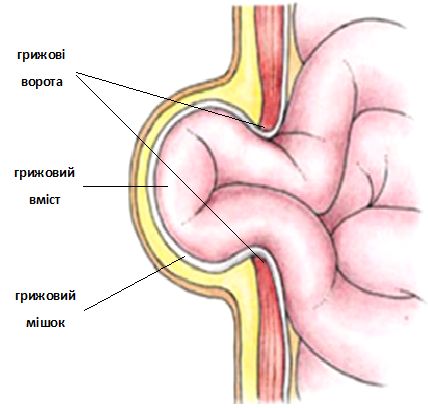 грижові
ворота
грижовий
вміст
грижовий
мішок